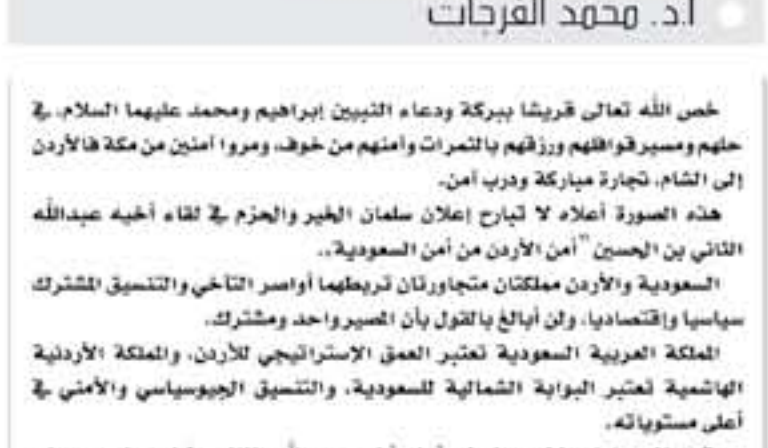 أ.د. محمد الفرجات
خص الله تعالى قريشا ببركة ودعاء النبيين إبراهيم ومحمد عليهما السلام، في
حلهم ومسير قوافلهم ورزقهم بالثمرات وأمنهم من خوف، ومروا آمنين من مكة فالأردن
إلى الشام، تجارة مباركة ودرب آمن.
هذه الصورة أعلاه لا تبارح إعلان سلمان الخير والحزم في لقاء أخيه عبدالله
الثاني بن الحسين "أمن الأردن من أمن السعودية..
السعودية والأردن مملكتان متجاورتان تربطهما أواصر التآخي والتنسيق المشترك
سياسيا وإقتصاديا، ولن أبالغ بالقول بأن المصير واحد ومشترك.
المملكة العربية السعودية تعتبر العمق الإستراتيجي للأردن، والمملكة الأردنية
الهاشمية تعتبر البوابة الشمالية للسعودية، والتنسيق الجيوسياسي والأمني في
أعلى مستوياته.